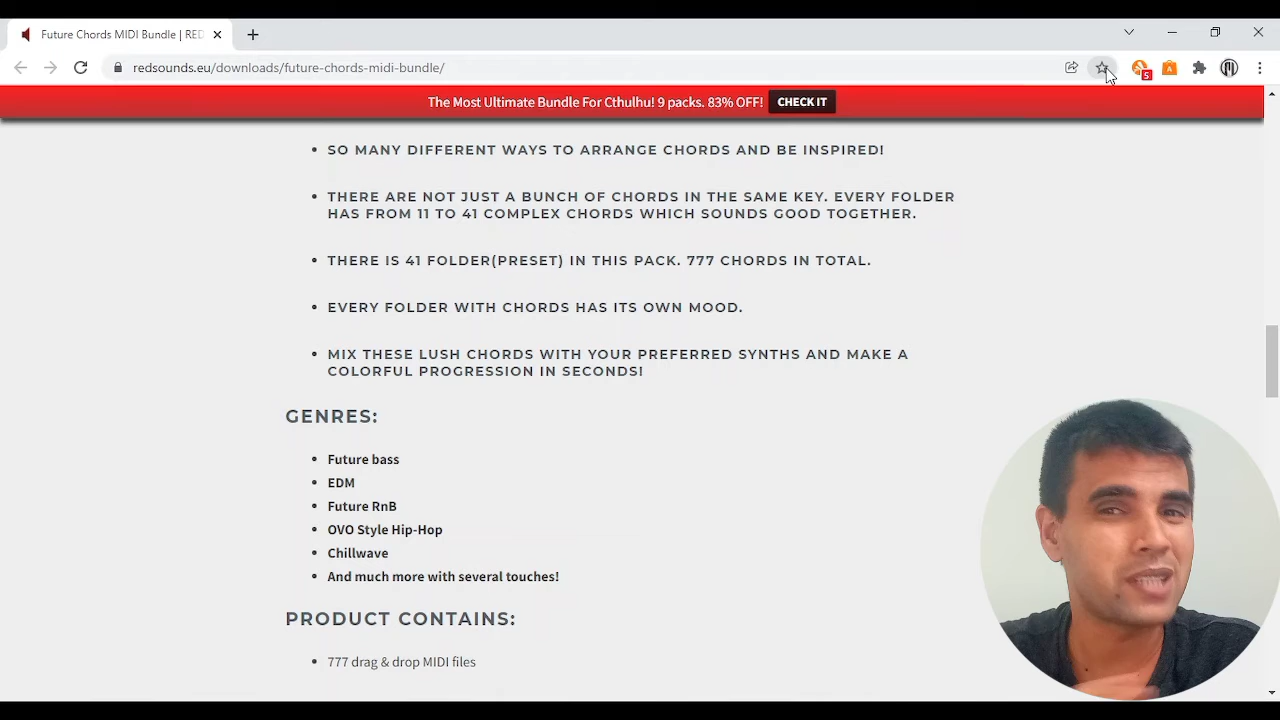 Future Chords MIDI Bundle | RED
redsounds.eu/downloads/future-chords-midi-bundle/
5
A
The Most Ultimate Bundle For Cthulhu! 9 packs. 83% OFF! CHECK IT
• SO MANY DIFFERENT WAYS TO ARRANGE CHORDS AND BE INSPIRED!
• THERE ARE NOT JUST A BUNCH OF CHORDS IN THE SAME KEY. EVERY FOLDER
HAS FROM 11 TO 41 COMPLEX CHORDS WHICH SOUNDS GOOD TOGETHER.
• THERE IS 41 FOLDER(PRESET) IN THIS PACK. 777 CHORDS IN TOTAL.
• EVERY FOLDER WITH CHORDS HAS ITS OWN MOOD.
• MIX THESE LUSH CHORDS WITH YOUR PREFERRED SYNTHS AND MAKE A
COLORFUL PROGRESSION IN SECONDS!
GENRES:
• Future bass
• EDM
• Future RnB
• OVO Style Hip-Hop
• Chillwave
• And much more with several touches!
PRODUCT CONTAINS:
• 777 drag & drop MIDI files